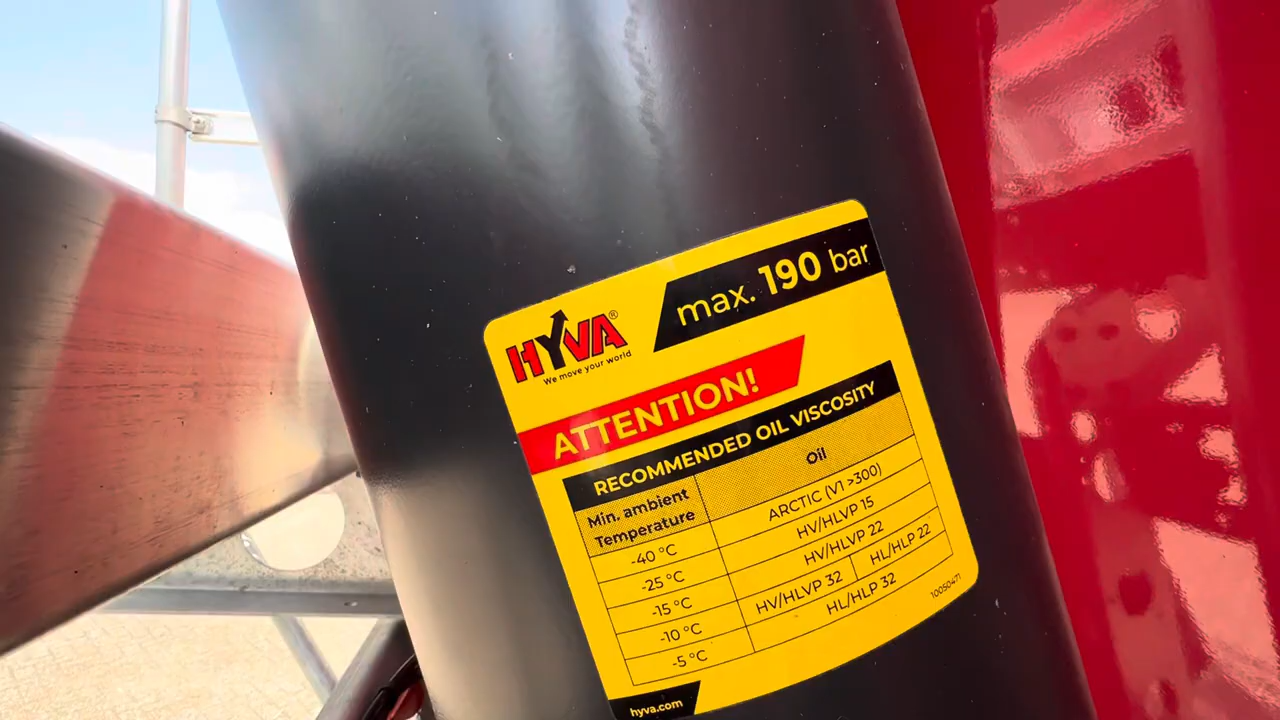 HYVA®
We move your world
max. 190 bar
ATTENTION!
RECOMMENDED OIL VISCOSITY
Min. ambient Temperature
Oil
-40 °C ARCTIC (V1 >300)
-25 °C HV/HLVP 15
-15 °C HV/HLVP 22
-10 °C HV/HLVP 32 HL/HLP 22
-5 °C HL/HLP 32
10050471
hyva.com